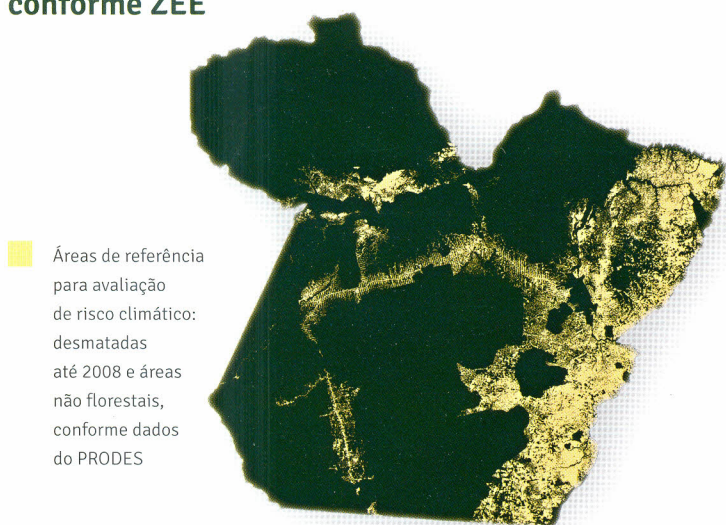 conforme ZEE
Áreas de referência
para avaliação
de risco climático:
desmatadas
até 2008 e áreas
não florestais,
conforme dados
do PRODES